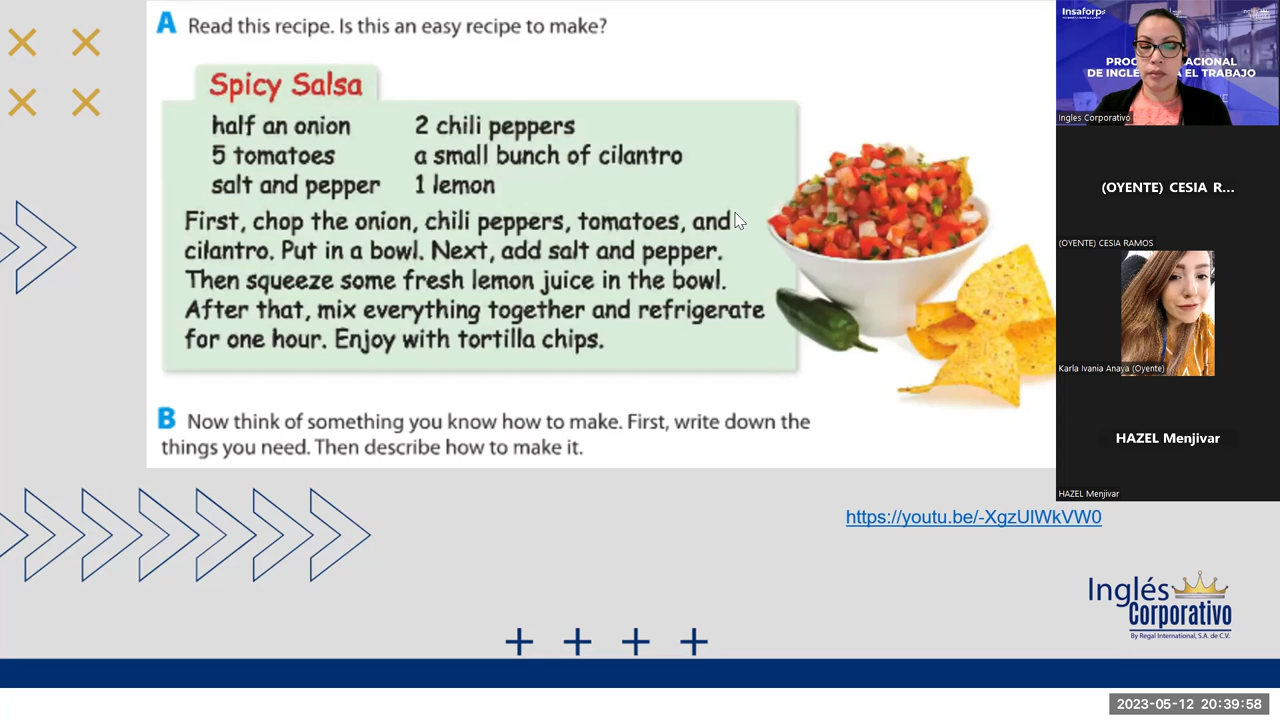 A Read this recipe. Is this an easy recipe to make?
Spicy Salsa
half an onion
2 chili peppers
5 tomatoes
a small bunch of cilantro
salt and pepper
1 lemon
First, chop the onion, chili peppers, tomatoes, and
cilantro. Put in a bowl. Next, add salt and pepper.
Then squeeze some fresh lemon juice in the bowl.
After that, mix everything together and refrigerate
for one hour. Enjoy with tortilla chips.
B Now think of something you know how to make. First, write down the
things you need. Then describe how to make it.
https://youtu.be/-XgzUlWkVW0
Inglés
Corporativo
By Regal International, S.A. de C.V.
Insaforp
DE INGL A EL TRABAJO
Ingles Corporativo
(OYENTE) CESIA R...
(OYENTE) CESIA RAMOS
Karla Ivania Anaya (Oyente)
HAZEL Menjivar
HAZEL Menjivar
2023-05-12 20:39:58